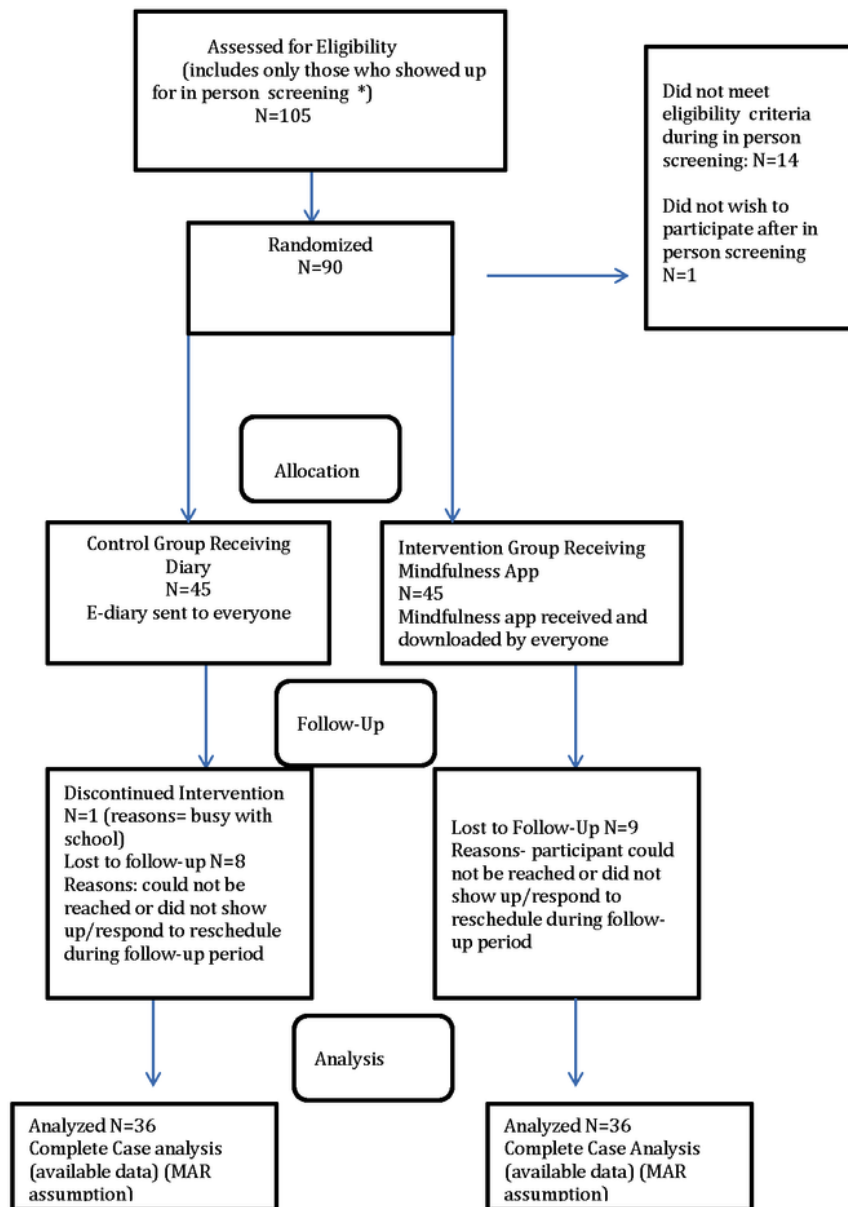 Assessed for Eligibility
(includes only those who showed up
for in person screening *)
N=105
Did not meet
eligibility criteria
during in person
screening: N=14
Did not wish to
participate after in
person screening
N=1
Randomized
N=90
Allocation
Control Group Receiving
Diary
N=45
E-diary sent to everyone
Intervention Group Receiving
Mindfulness App
N=45
Mindfulness app received and
downloaded by everyone
Follow-Up
Discontinued Intervention
N=1 (reasons= busy with
school)
Lost to follow-up N=8
Reasons: could not be
reached or did not show
up/respond to reschedule
during follow-up period
Lost to Follow-Up N=9
Reasons- participant could
not be reached or did not
show up/respond to
reschedule during follow-
up period
Analysis
Analyzed N=36
Complete Case analysis
(available data) (MAR
assumption)
Analyzed N=36
Complete Case Analysis
(available data) (MAR
assumption)